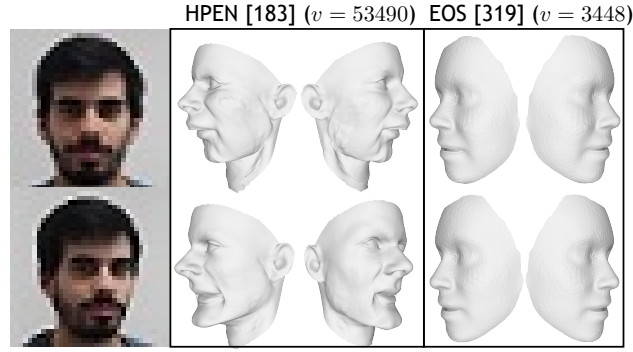 HPEN [183] (v = 53490) EOS [319] (v = 3448)